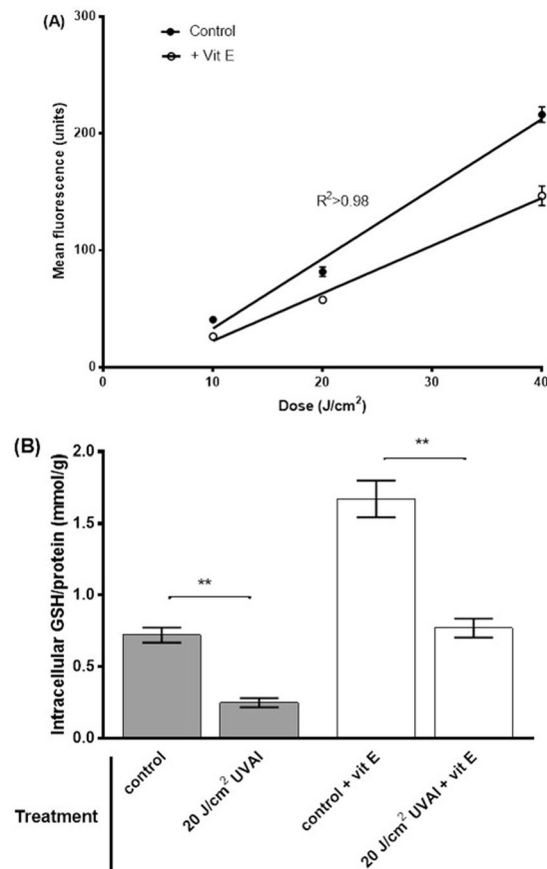 (A)
300
200
100
0
Mean fluorescence (units)
Control
+ Vit E
R²>0.98
0
10
20
30
40
Dose (J/cm²)
(B)
**
**
2.0
1.5
1.0
0.5
0.0
Intracellular GSH/protein (mmol/g)
control
20 J/cm² UVAI
control + vit E
20 J/cm² UVAI + vit E
Treatment